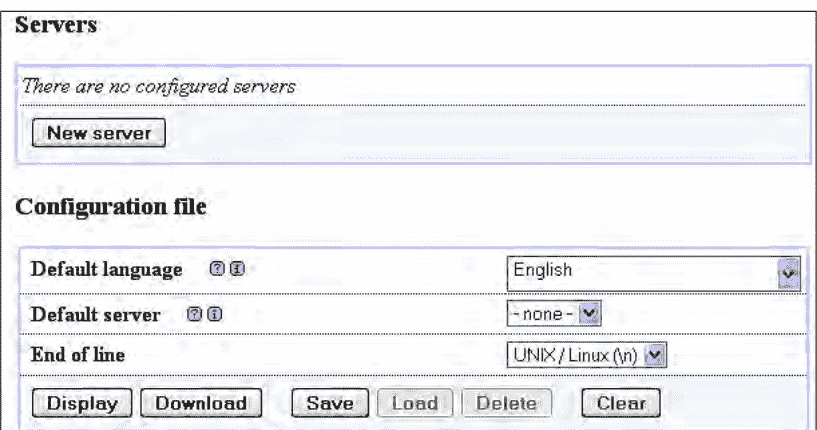 Servers
There are no configured servers
New server
Configuration file
Default language ? i English
Default server ? i - none -
End of line UNIX / Linux (\n)
Display Download Save Load Delete Clear